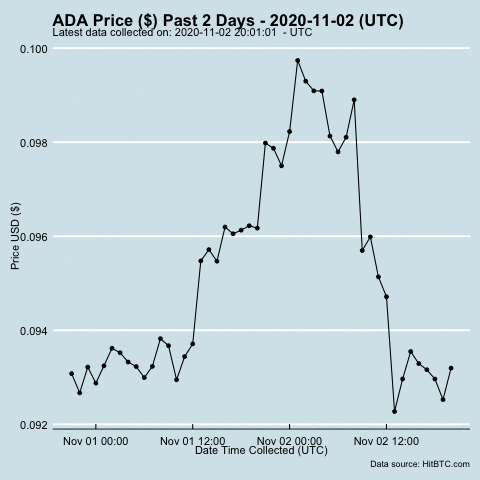 ADA Price ($) Past 2 Days - 2020-11-02 (UTC)
Latest data collected on: 2020-11-02 20:01:01 - UTC
0.100
0.098
0.096
0.094
0.092
Price USD ($)
Nov 01 00:00 Nov 01 12:00 Nov 02 00:00 Nov 02 12:00
Date Time Collected (UTC)
Data source: HitBTC.com